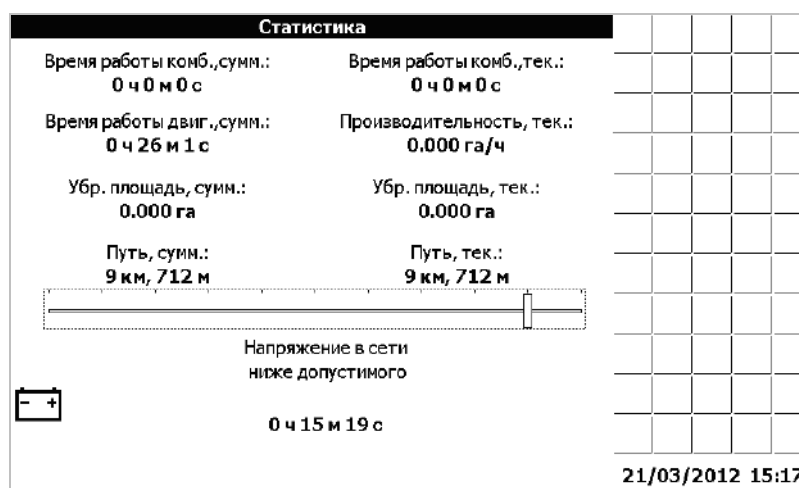 Статистика
Время работы комб.,сумм.:
0 ч 0 м 0 с
Время работы комб.,тек.:
0 ч 0 м 0 с
Время работы двиг.,сумм.:
0 ч 26 м 1 с
Производительность, тек.:
0.000 га/ч
Убр. площадь, сумм.:
0.000 га
Убр. площадь, тек.:
0.000 га
Путь, сумм.:
9 км, 712 м
Путь, тек.:
9 км, 712 м
Напряжение в сети
ниже допустимого
- +
0 ч 15 м 19 с
21/03/2012 15:17